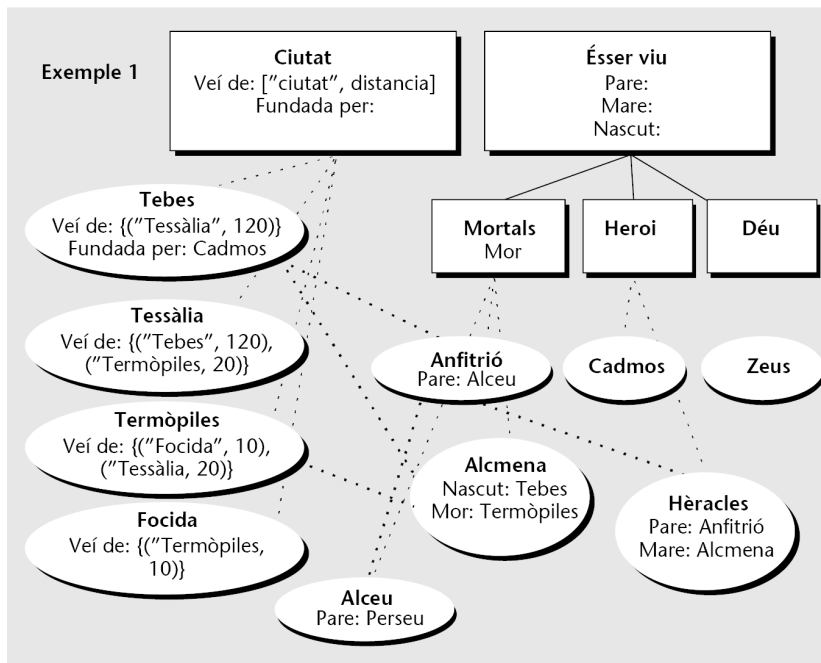 Exemple 1
Ciutat
Veí de: ["ciutat", distancia]
Fundada per:
Ésser viu
Pare:
Mare:
Nascut:
Tebes
Veí de: {("Tessàlia", 120)}
Fundada per: Cadmos
Mortals
Mor
Heroi
Déu
Tessàlia
Veí de: {("Tebes", 120),
("Termòpiles, 20)}
Anfitrió
Pare: Alceu
Cadmos
Zeus
Termòpiles
Veí de: {("Focida", 10),
("Tessàlia, 20)}
Alcmena
Nascut: Tebes
Mor: Termòpiles
Hèracles
Pare: Anfitrió
Mare: Alcmena
Focida
Veí de: {("Termòpiles,
10)}
Alceu
Pare: Perseu